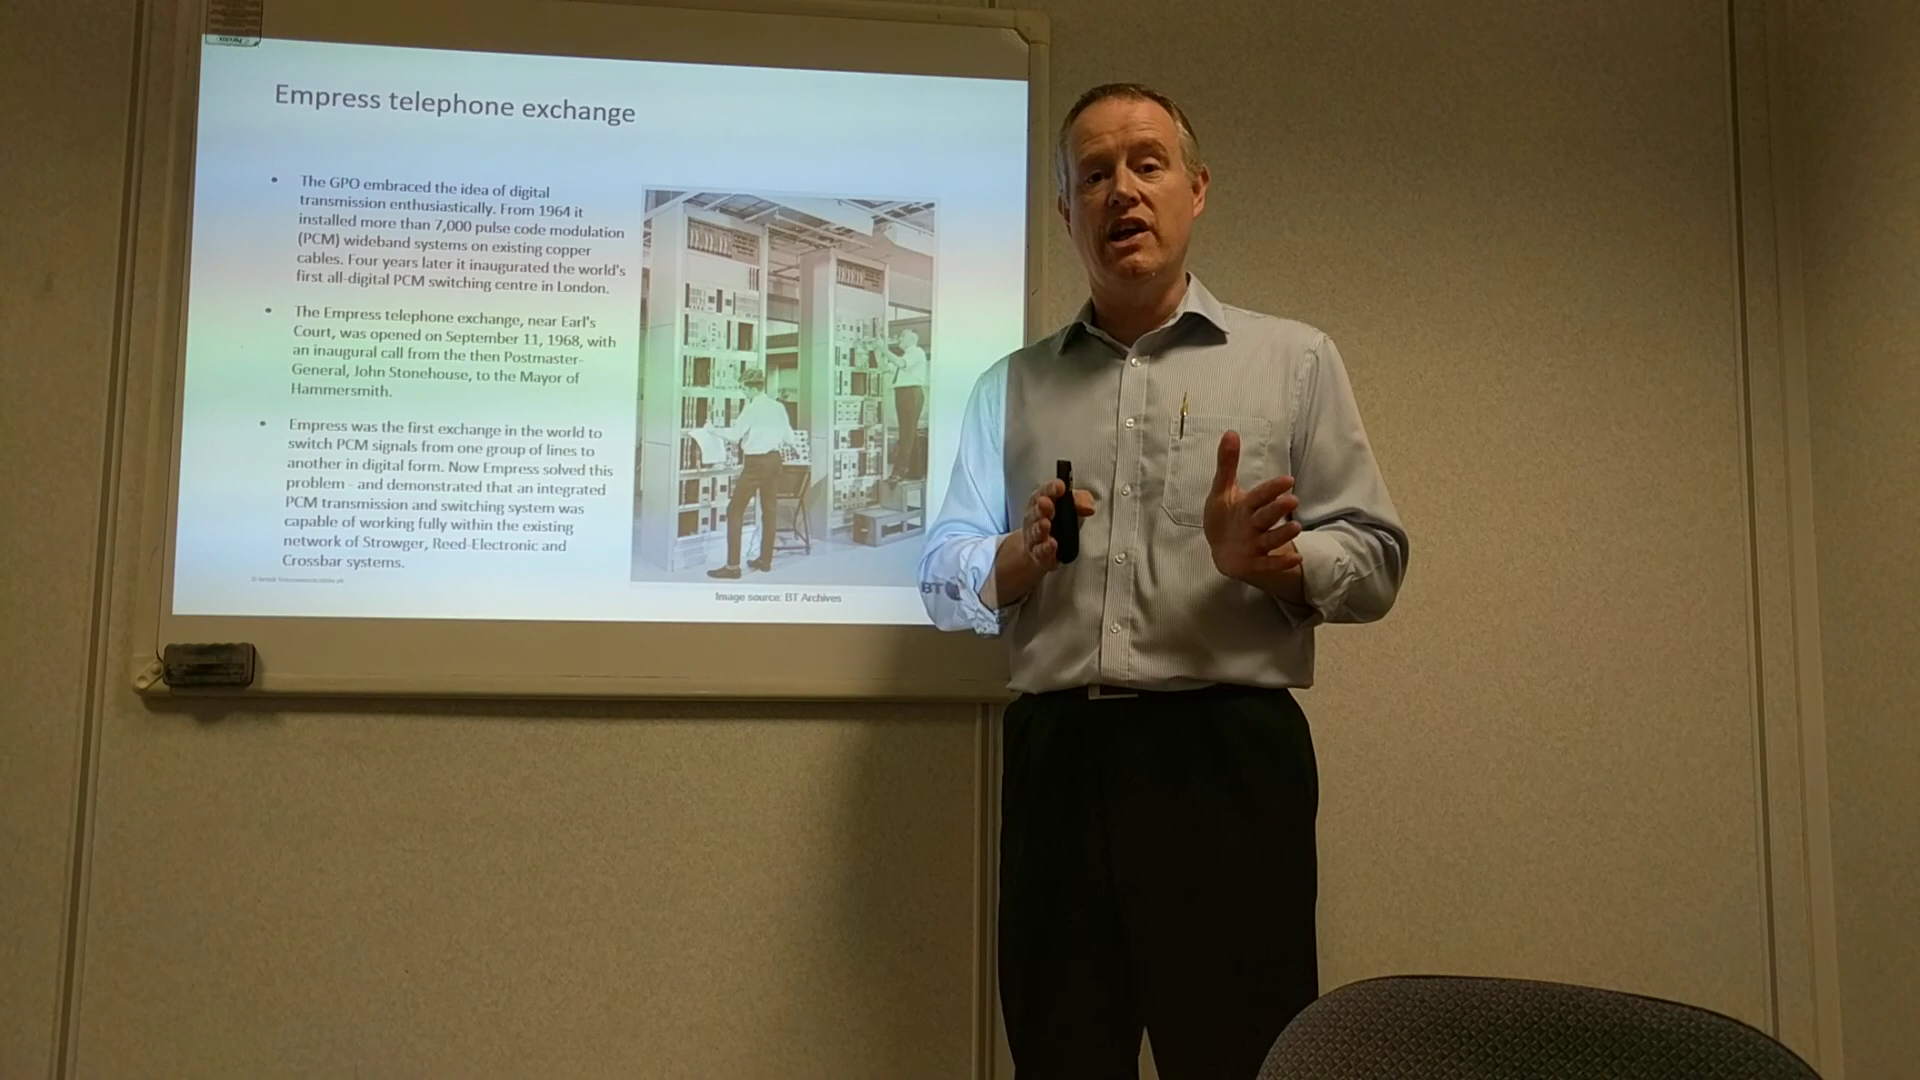 Empress telephone exchange
• The GPO embraced the idea of digital
transmission enthusiastically. From 1964 it
installed more than 7,000 pulse code modulation
(PCM) wideband systems on existing copper
cables. Four years later it inaugurated the world's
first all-digital PCM switching centre in London.
• The Empress telephone exchange, near Earl's
Court, was opened on September 11, 1968, with
an inaugural call from the then Postmaster-
General, John Stonehouse, to the Mayor of
Hammersmith.
• Empress was the first exchange in the world to
switch PCM signals from one group of lines to
another in digital form. Now Empress solved this
problem - and demonstrated that an integrated
PCM transmission and switching system was
capable of working fully within the existing
network of Strowger, Reed-Electronic and
Crossbar systems.
© British Telecommunications plc
Image source: BT Archives
BT